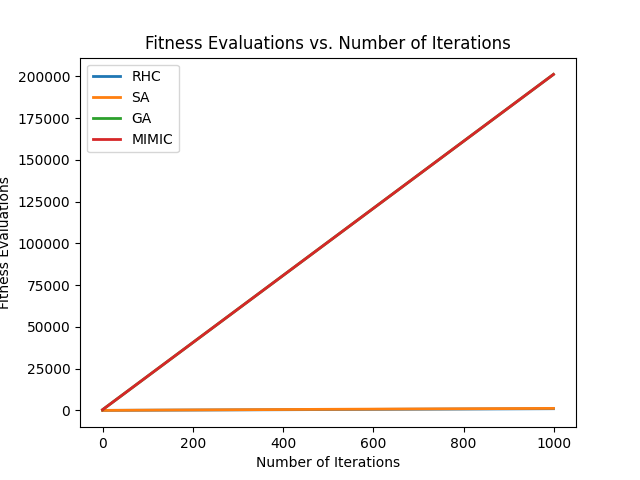 Fitness Evaluations vs. Number of Iterations
RHC
SA
GA
MIMIC
200000
175000
150000
125000
100000
75000
50000
25000
0
Fitness Evaluations
0 200 400 600 800 1000
Number of Iterations